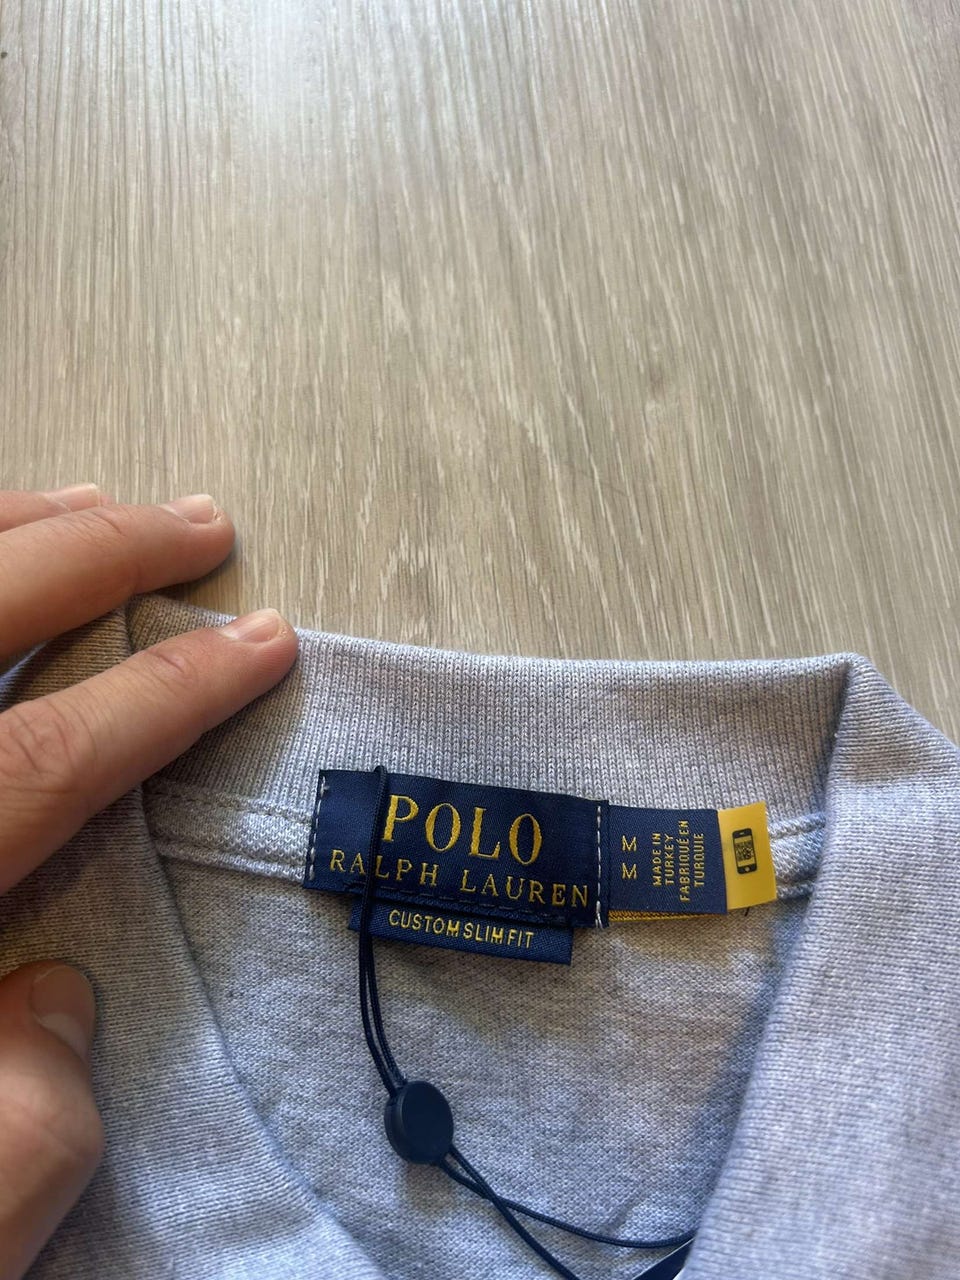 POLO
RALPH LAUREN
CUSTOM SLIM FIT
M
M
MADE IN
TURKEY
FABRIQUÉ EN
TURQUIE